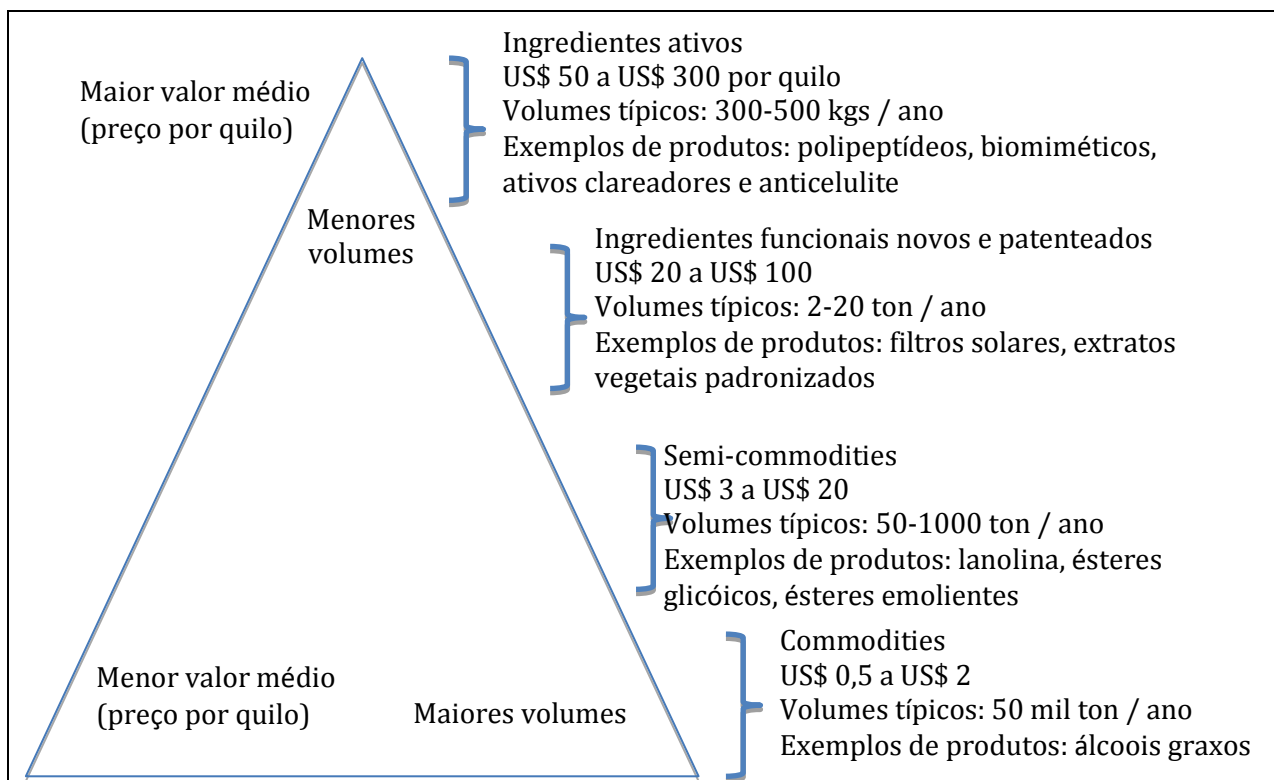 Ingredientes ativos
US$ 50 a US$ 300 por quilo
Volumes típicos: 300-500 kgs / ano
Exemplos de produtos: polipeptídeos, biomiméticos,
ativos clareadores e anticelulite
Maior valor médio
(preço por quilo)
Menores
volumes
Ingredientes funcionais novos e patenteados
US$ 20 a US$ 100
Volumes típicos: 2-20 ton / ano
Exemplos de produtos: filtros solares, extratos
vegetais padronizados
Semi-commodities
US$ 3 a US$ 20
Volumes típicos: 50-1000 ton / ano
Exemplos de produtos: lanolina, ésteres
glicóicos, ésteres emolientes
Commodities
US$ 0,5 a US$ 2
Volumes típicos: 50 mil ton / ano
Exemplos de produtos: álcoois graxos
Menor valor médio
(preço por quilo)
Maiores volumes